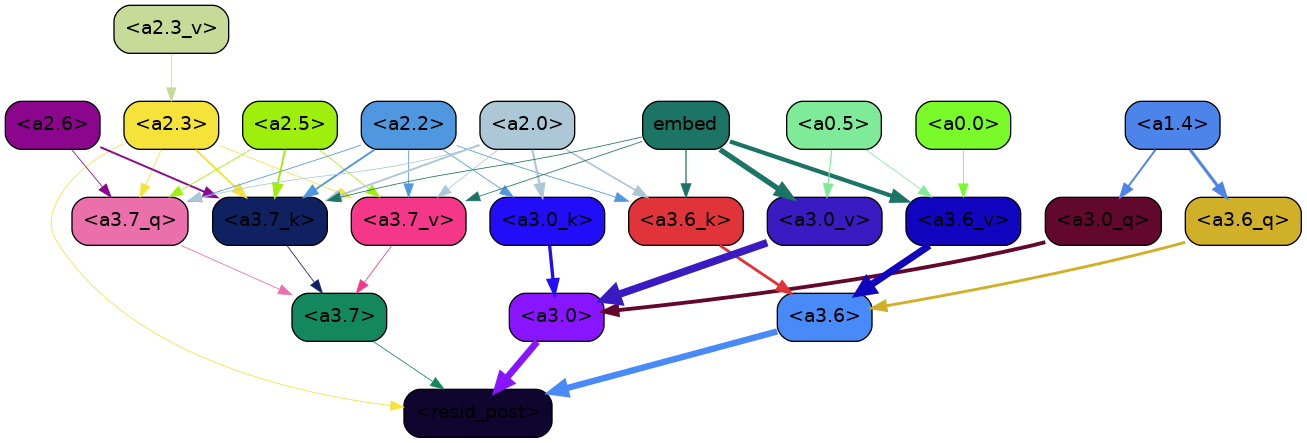 <a2.3_v>
<a2.6> <a2.3> <a2.5> <a2.2> <a2.0> embed <a0.5> <a0.0> <a1.4>
<a3.7_q> <a3.7_k> <a3.7_v> <a3.0_k> <a3.6_k> <a3.0_v> <a3.6_v> <a3.0_q> <a3.6_q>
<a3.7> <a3.0> <a3.6>
<resid_post>